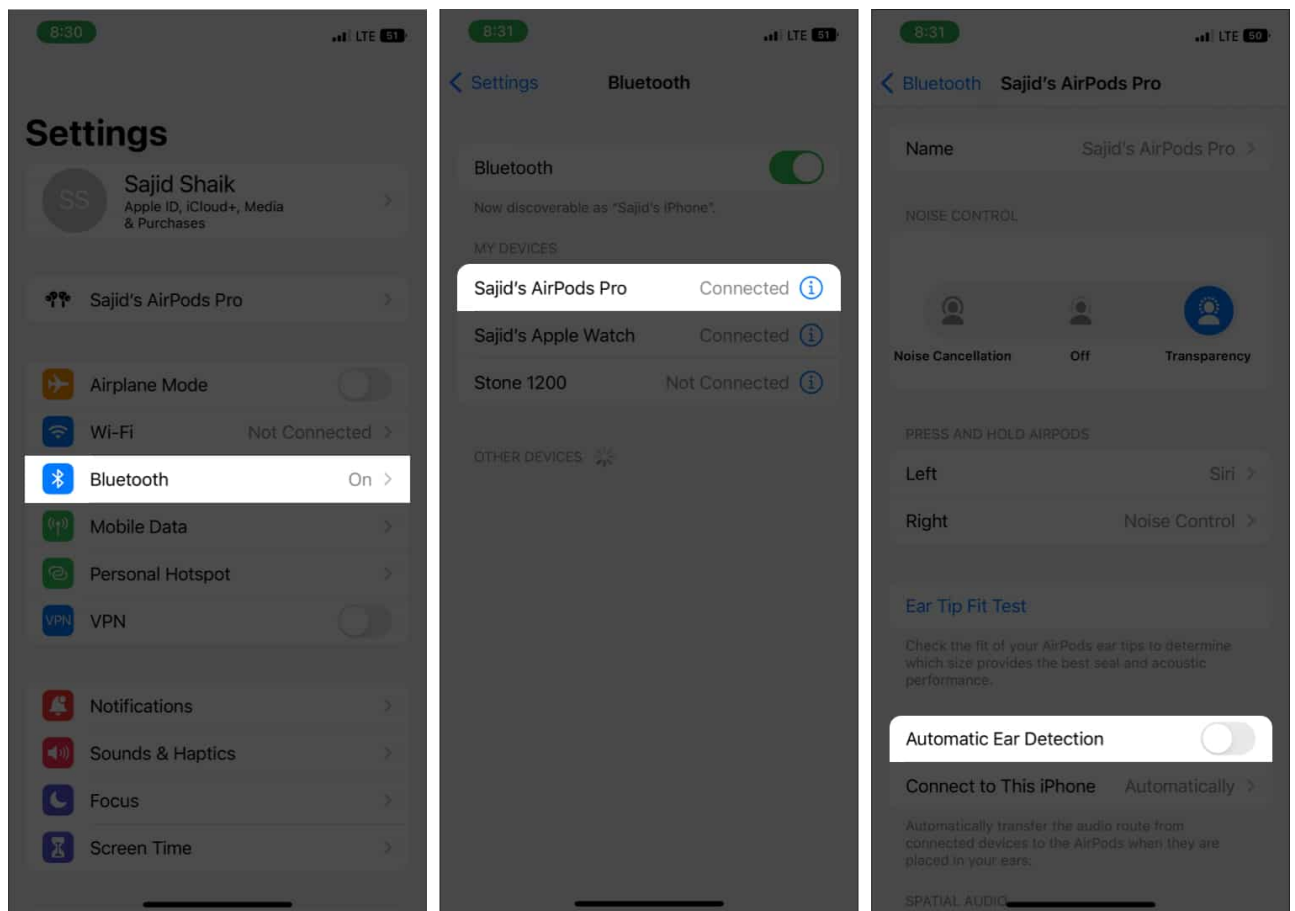 8:30
LTE 51
Settings
SS
Sajid Shaik
Apple ID, iCloud+, Media
& Purchases
Sajid's AirPods Pro
Airplane Mode
Wi-Fi Not Connected
Bluetooth On
Mobile Data
Personal Hotspot
VPN VPN
Notifications
Sounds & Haptics
Focus
Screen Time
8:31
LTE 51
Settings Bluetooth
Bluetooth
Now discoverable as "Sajid's iPhone".
MY DEVICES
Sajid's AirPods Pro Connected i
Sajid's Apple Watch Connected i
Stone 1200 Not Connected i
OTHER DEVICES
8:31
LTE 50
Bluetooth Sajid's AirPods Pro
Name Sajid's AirPods Pro
NOISE CONTROL
Noise Cancellation Off Transparency
PRESS AND HOLD AIRPODS
Left Siri
Right Noise Control
Ear Tip Fit Test
Check the fit of your AirPods ear tips to determine
which size provides the best seal and acoustic
performance.
Automatic Ear Detection
Connect to This iPhone Automatically
Automatically transfer the audio route from
connected devices to the AirPods when they are
placed in your ears.
SPATIAL AUDIO